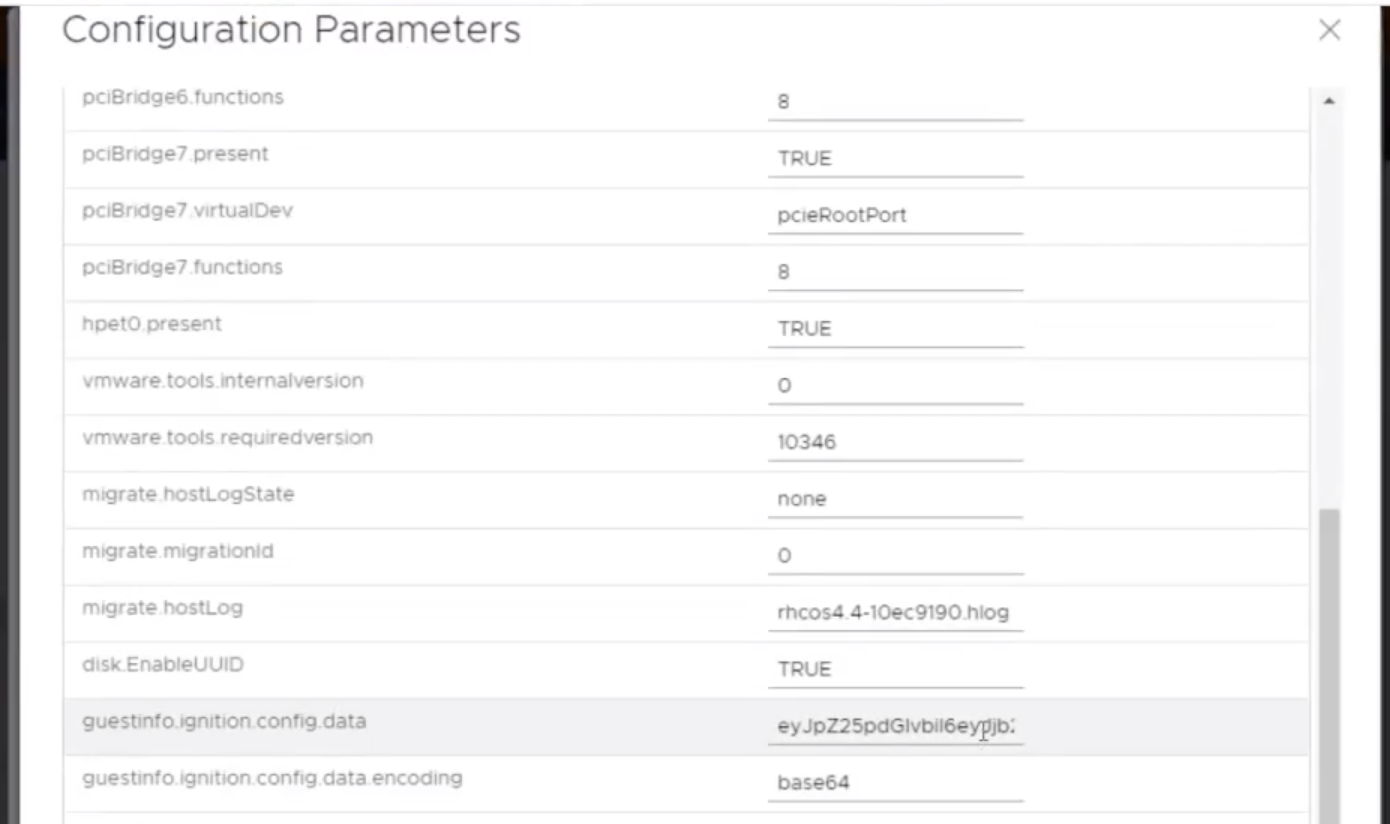 Configuration Parameters
pciBridge6.functions 8
pciBridge7.present TRUE
pciBridge7.virtualDev pcieRootPort
pciBridge7.functions 8
hpet0.present TRUE
vmware.tools.internalversion 0
vmware.tools.requiredversion 10346
migrate.hostLogState none
migrate.migrationId 0
migrate.hostLog rhcos4.4-10ec9190.hlog
disk.EnableUUID TRUE
guestinfo.ignition.config.data
guestinfo.ignition.config.data.encoding base64